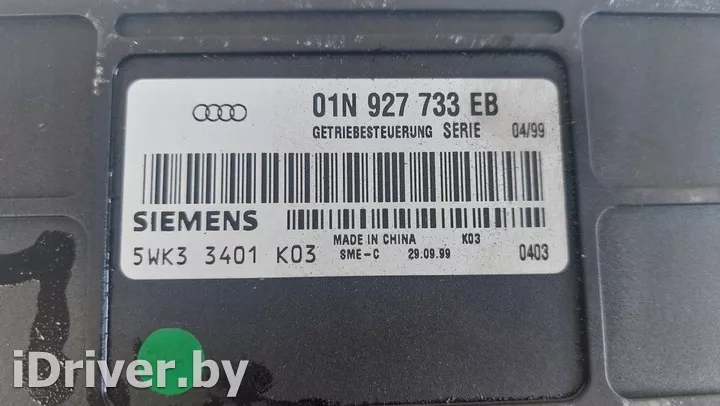 01N 927 733 EB
GETRIEBESTEUERUNG SERIE 04/99
SIEMENS
MADE IN CHINA K03
5WK3 3401 K03 SME-C 29.09.99 0403
iDriver.by